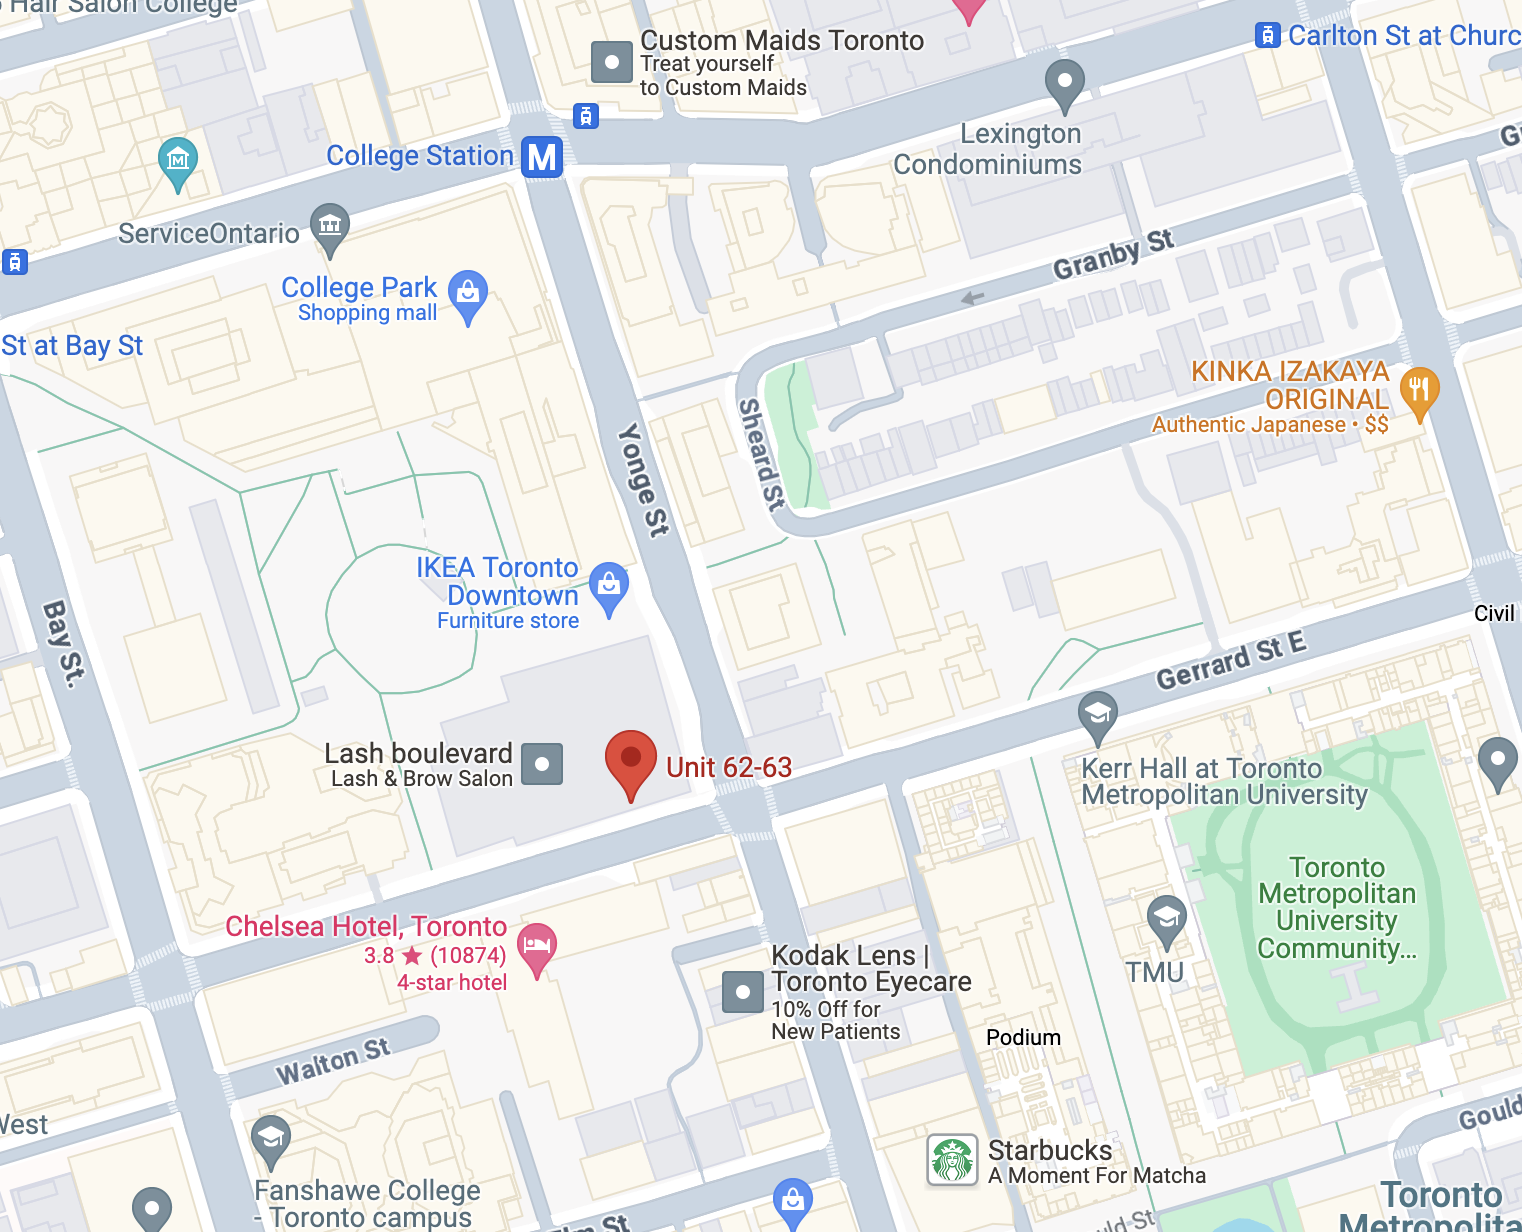 Hair Salon College
Custom Maids Toronto
Treat yourself
to Custom Maids
Carlton St at Churc
Lexington
Condominiums
College Station
M
ServiceOntario
College Park
Shopping mall
St at Bay St
Granby St
KINKA IZAKAYA
ORIGINAL
Authentic Japanese • $$
Sheard St
Yonge St
IKEA Toronto
Downtown
Furniture store
Bay St.
Civil
Gerrard St E
Lash boulevard
Lash & Brow Salon
Unit 62-63
Kerr Hall at Toronto
Metropolitan University
Toronto
Metropolitan
University
Community...
TMU
Chelsea Hotel, Toronto
3.8 ★ (10874)
4-star hotel
Kodak Lens |
Toronto Eyecare
10% Off for
New Patients
Podium
Walton St
West
Gould
Starbucks
A Moment For Matcha
Fanshawe College
- Toronto campus
Elm St
uld St
Toronto
Metropolita